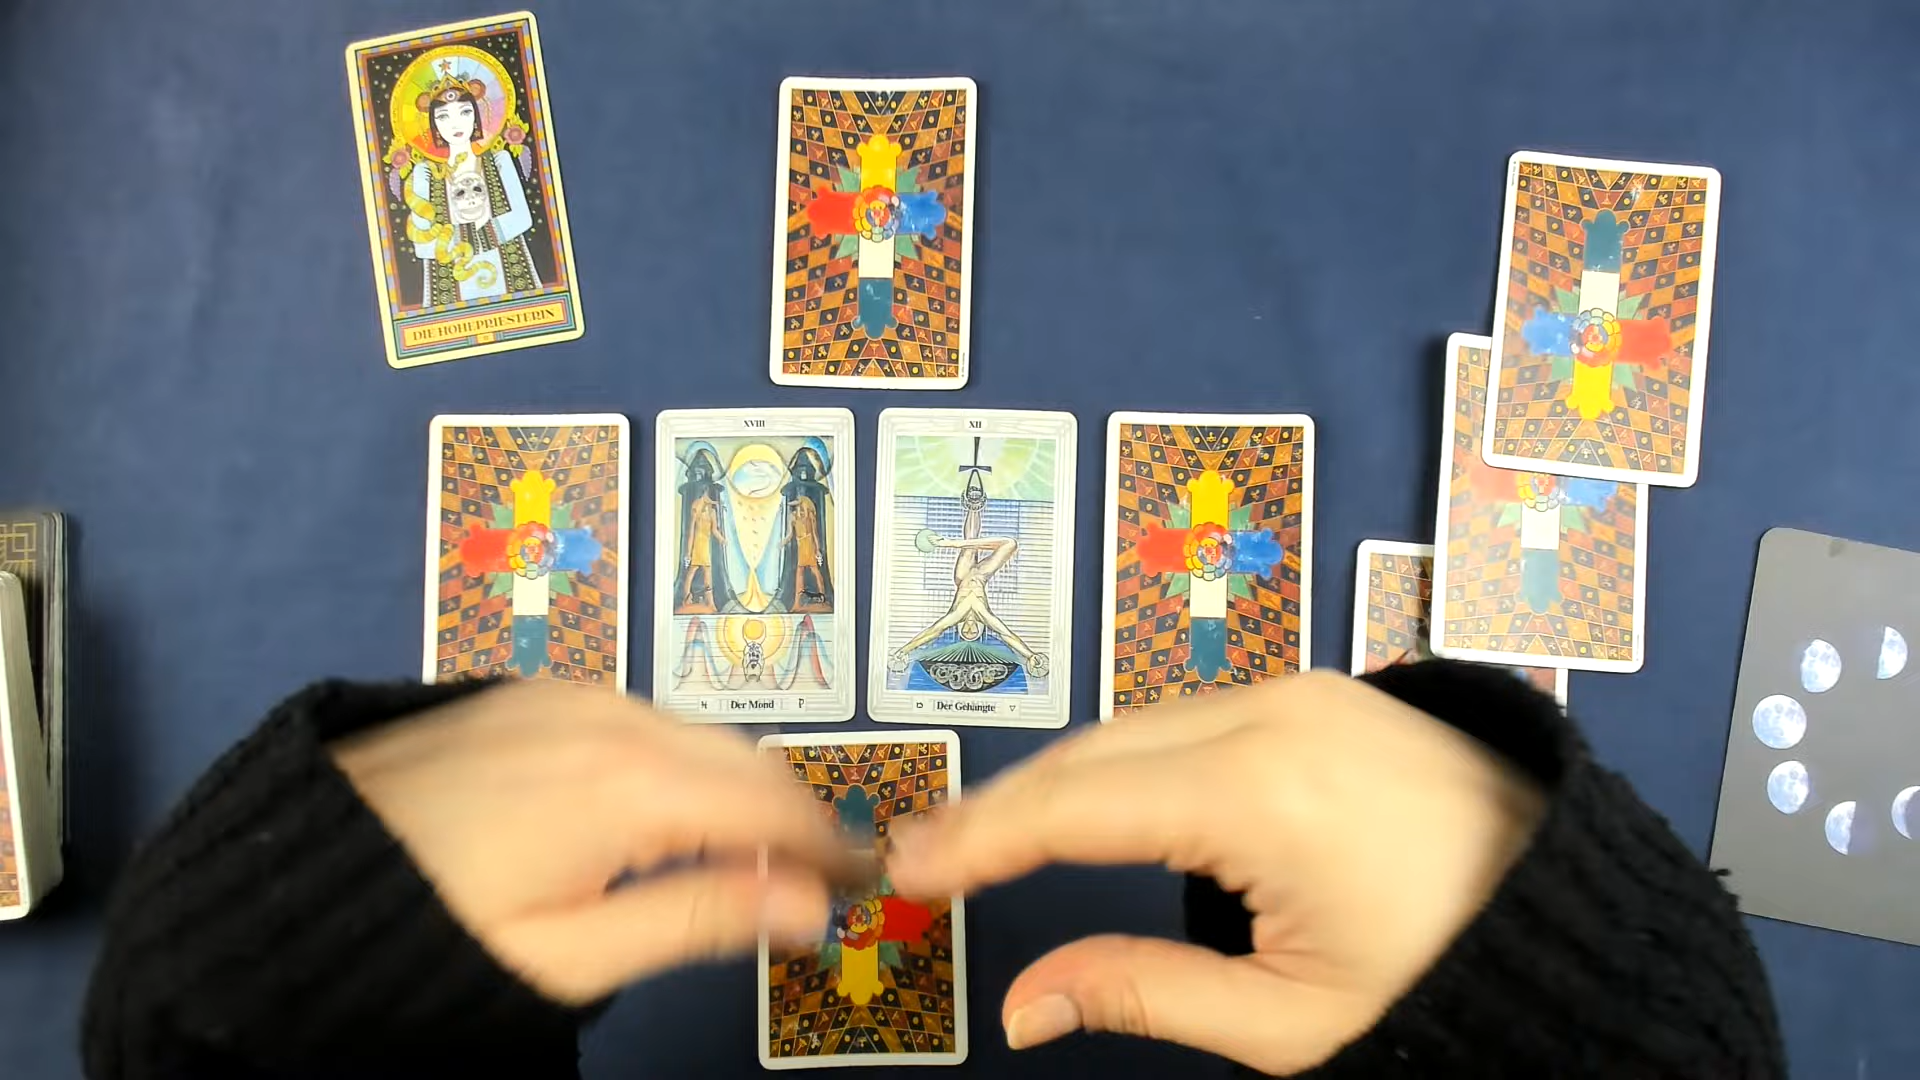 DIE HOHEPRIESTERIN
XVIII
XII
Der Mond
Der Gehängte